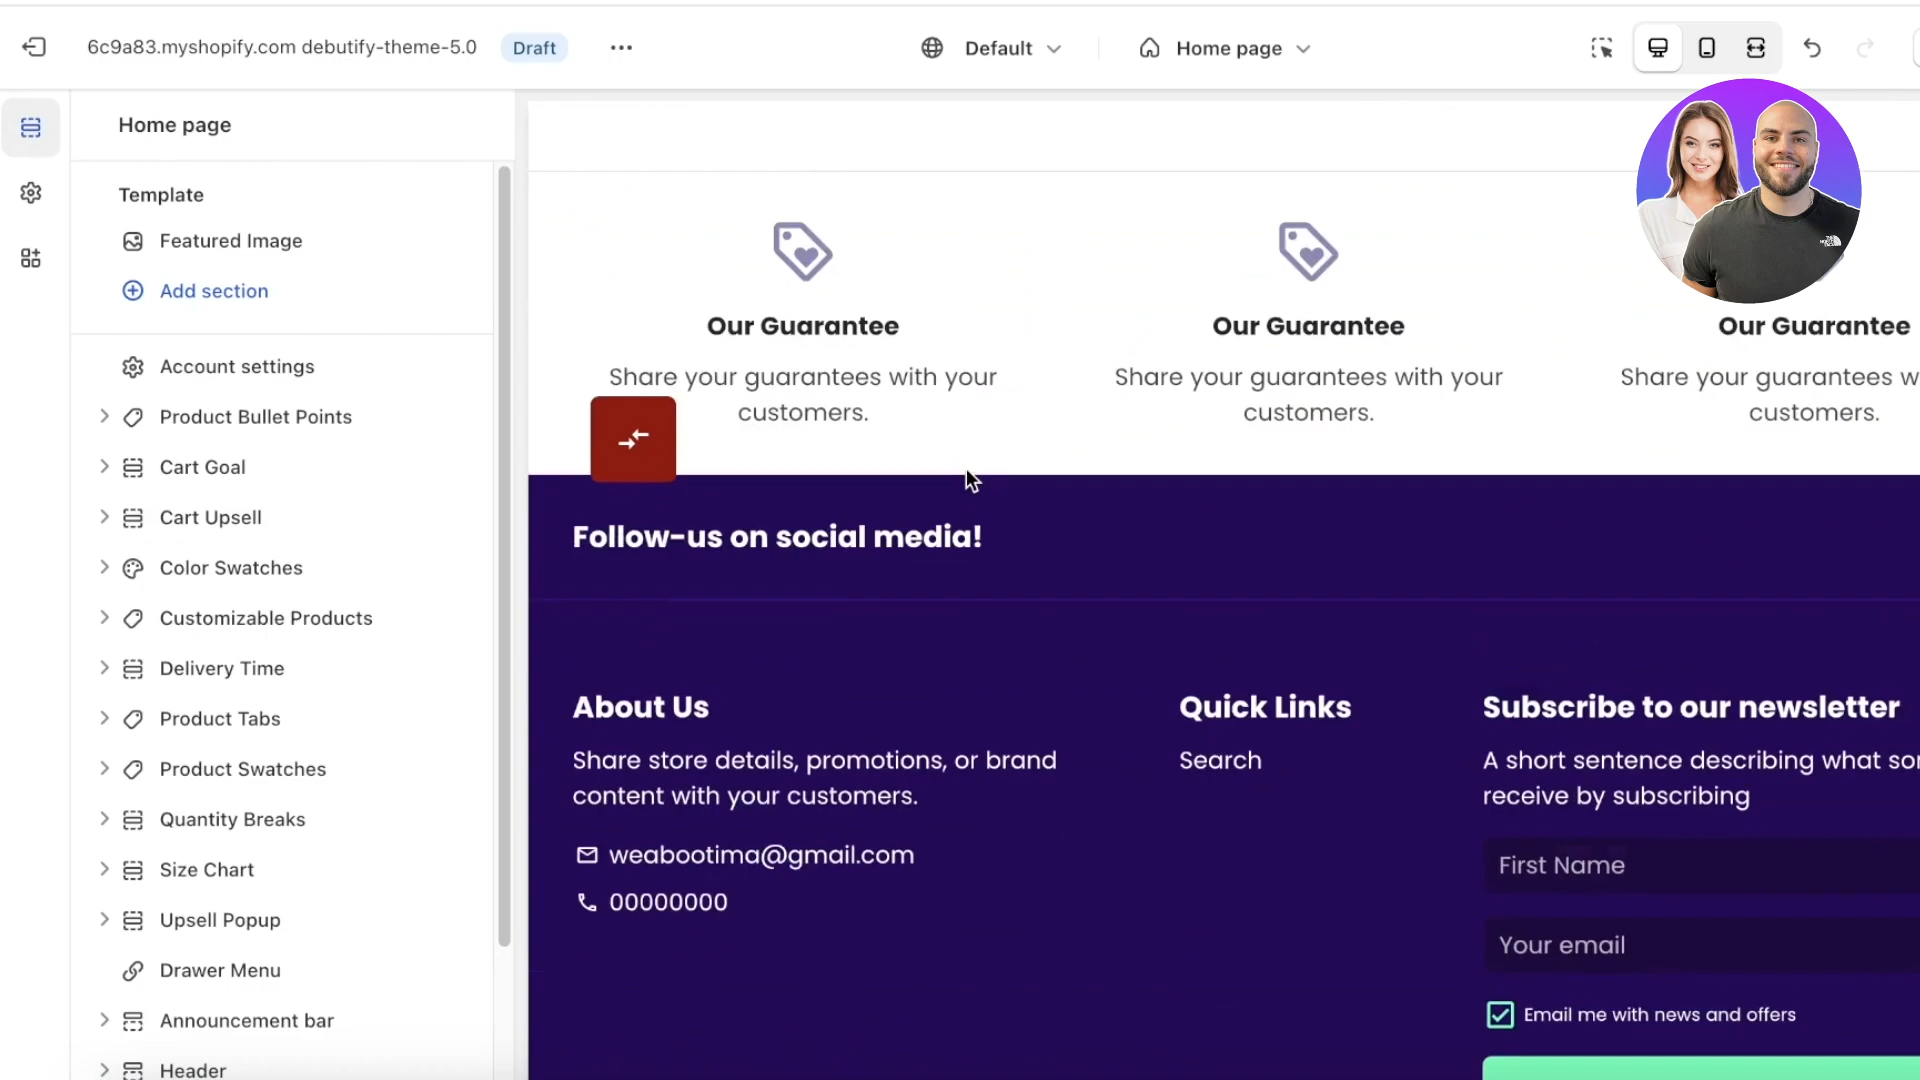 6c9a83.myshopify.com debutify-theme-5.0
Draft
Default
Home page
Home page
Template
Featured Image
Add section
Account settings
Product Bullet Points
Cart Goal
Cart Upsell
Color Swatches
Customizable Products
Delivery Time
Product Tabs
Product Swatches
Quantity Breaks
Size Chart
Upsell Popup
Drawer Menu
Announcement bar
Header
Our Guarantee
Share your guarantees with your
customers.
Our Guarantee
Share your guarantees with your
customers.
Our Guarantee
Share your guarantees w
customers.
Follow-us on social media!
About Us
Share store details, promotions, or brand
content with your customers.
weabootima@gmail.com
00000000
Quick Links
Search
Subscribe to our newsletter
A short sentence describing what so
receive by subscribing
First Name
Your email
Email me with news and offers